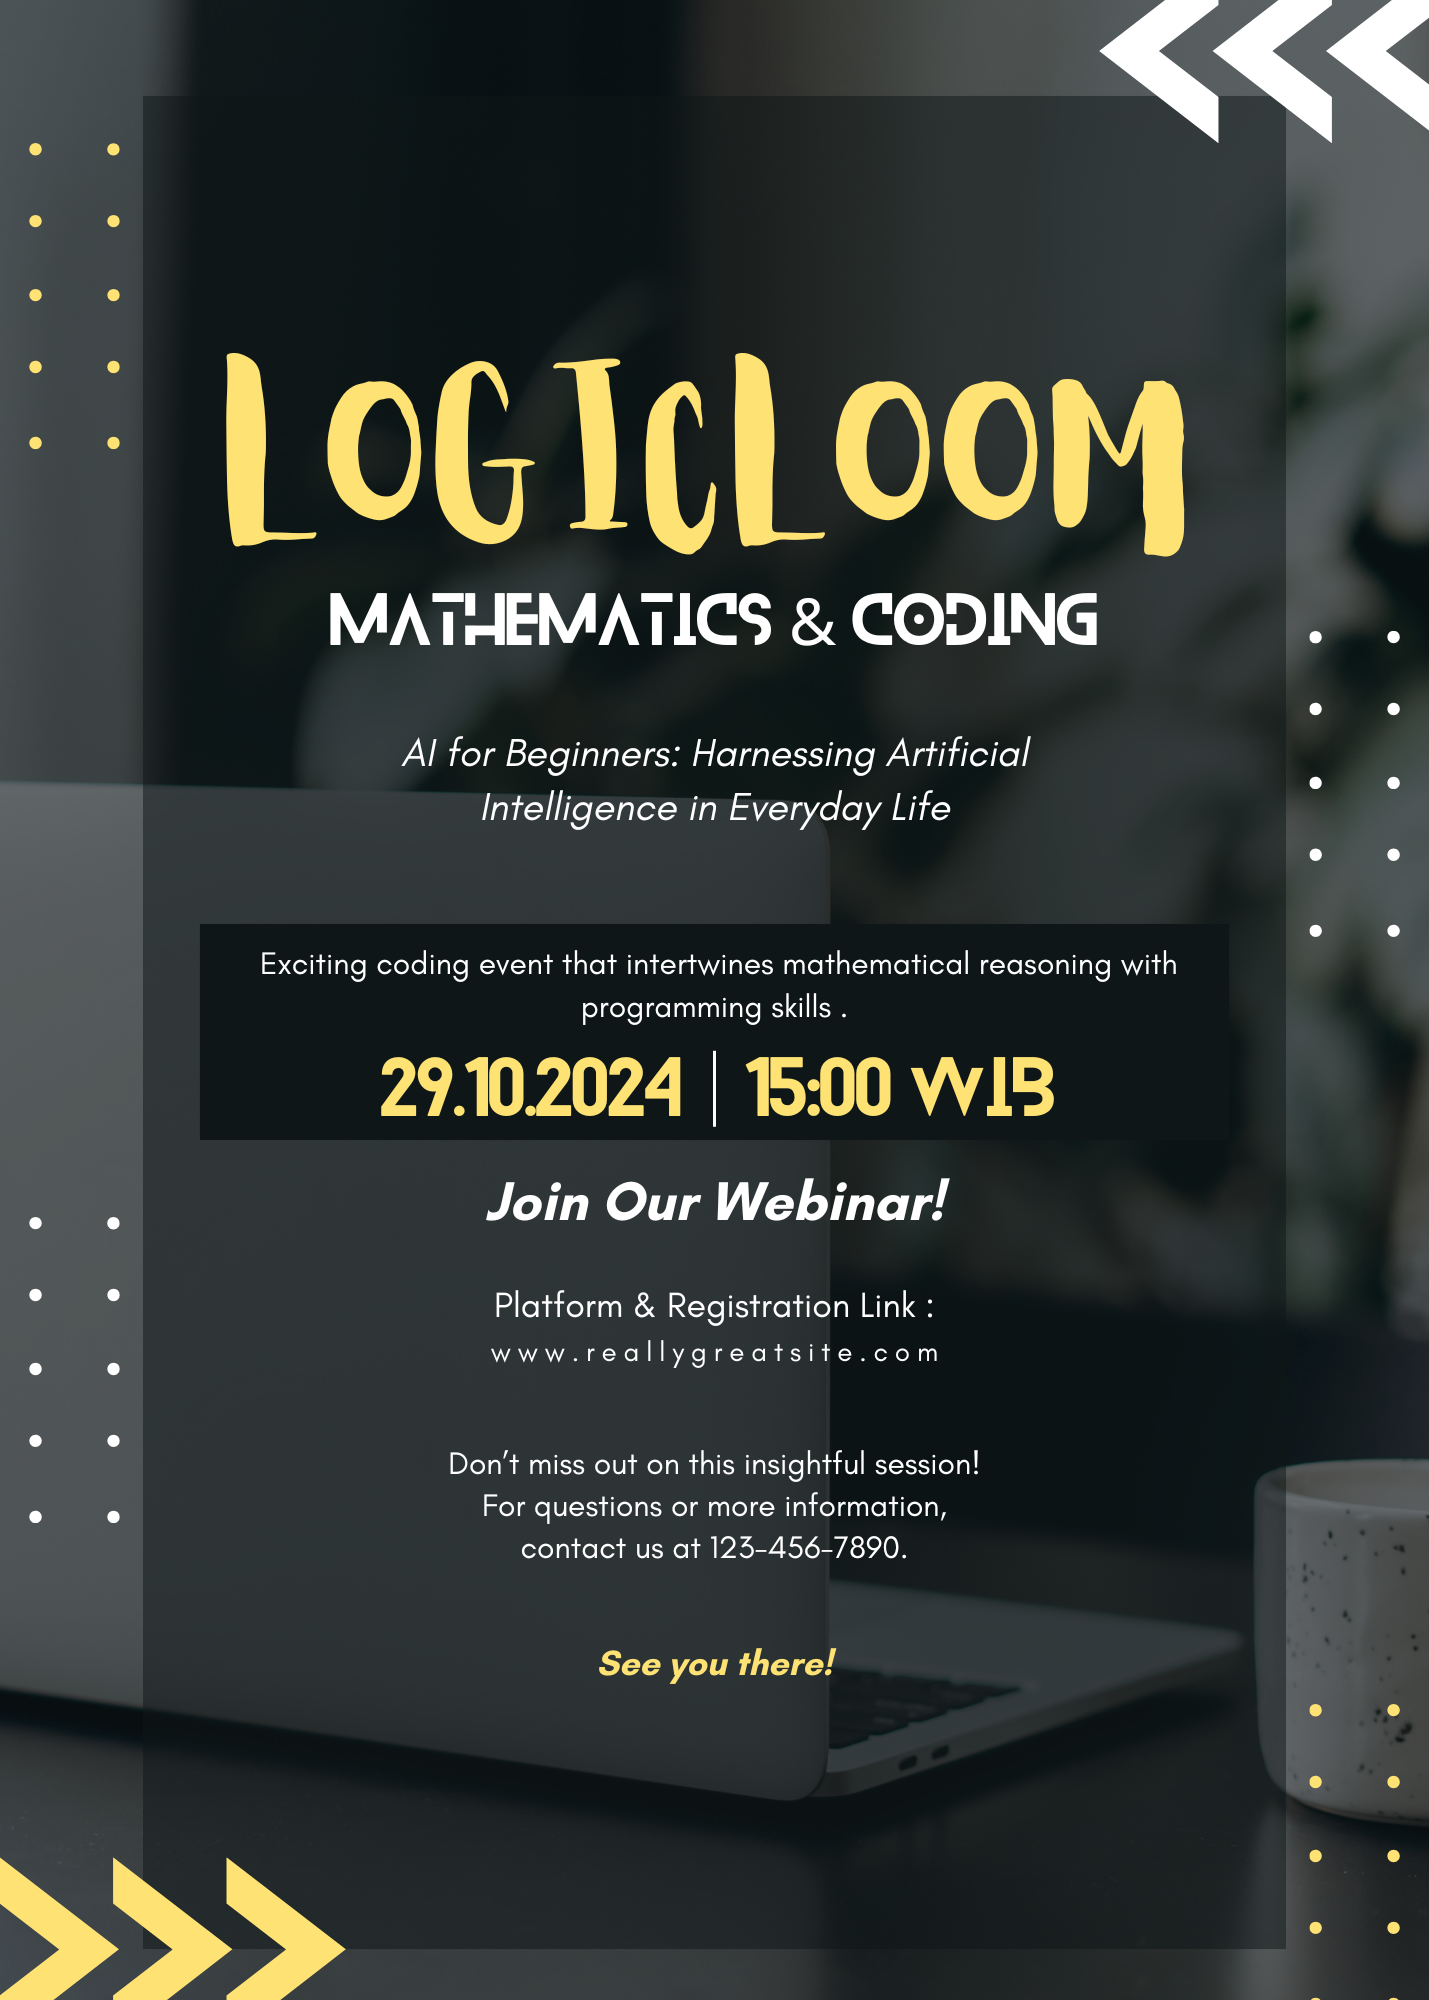 LOGICLOOM
MATHEMATICS & CODING
AI for Beginners: Harnessing Artificial
Intelligence in Everyday Life
Exciting coding event that intertwines mathematical reasoning with
programming skills .
29.10.2024 | 15:00 WIB
Join Our Webinar!
Platform & Registration Link :
www.reallygreatsite.com
Don’t miss out on this insightful session!
For questions or more information,
contact us at 123-456-7890.
See you there!